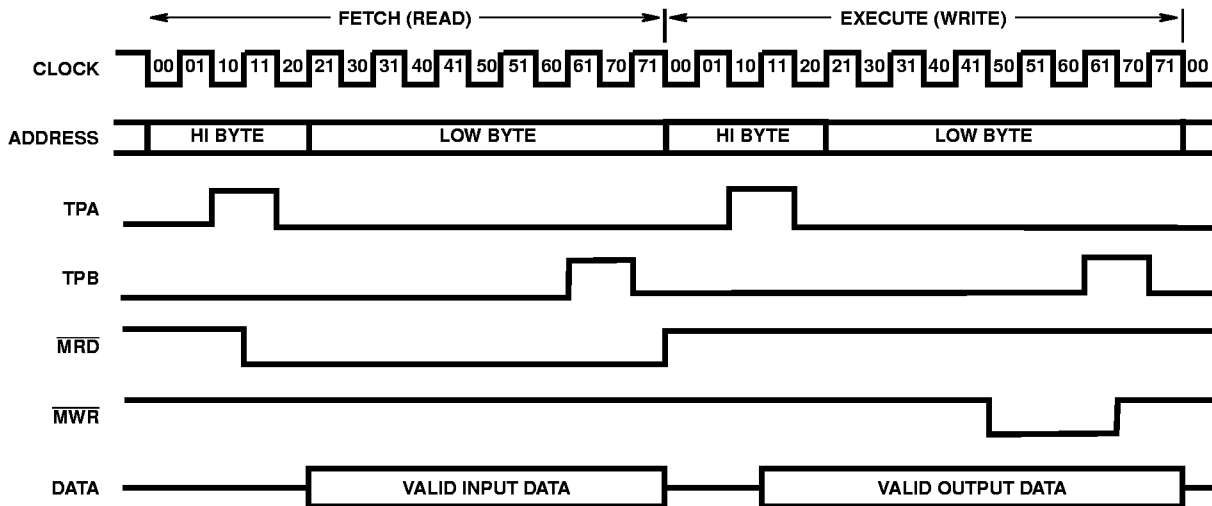 FETCH (READ) EXECUTE (WRITE)
CLOCK 00 01 10 11 20 21 30 31 40 41 50 51 60 61 70 71 00 01 10 11 20 21 30 31 40 41 50 51 60 61 70 71 00
ADDRESS HI BYTE LOW BYTE HI BYTE LOW BYTE
TPA
TPB
MRD
MWR
DATA VALID INPUT DATA VALID OUTPUT DATA